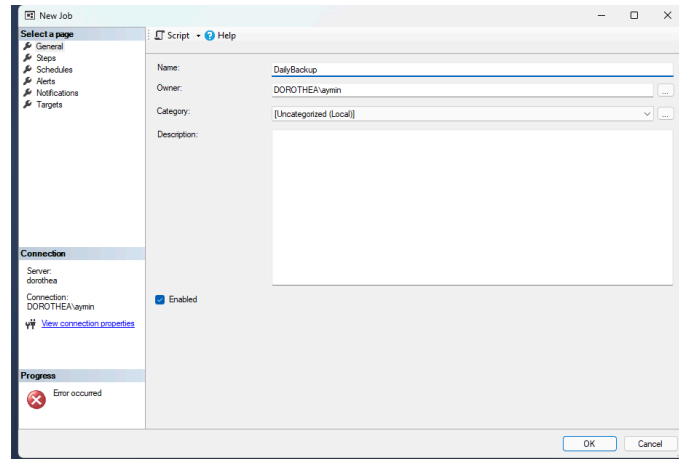 New Job
Select a page
General
Steps
Schedules
Alerts
Notifications
Targets
Script Help
Name: DailyBackup
Owner: DOROTHEA\aymin ...
Category: [Uncategorized (Local)] ...
Description:
Enabled
Connection
Server:
dorothea
Connection:
DOROTHEA\aymin
View connection properties
Progress
Error occurred
OK Cancel